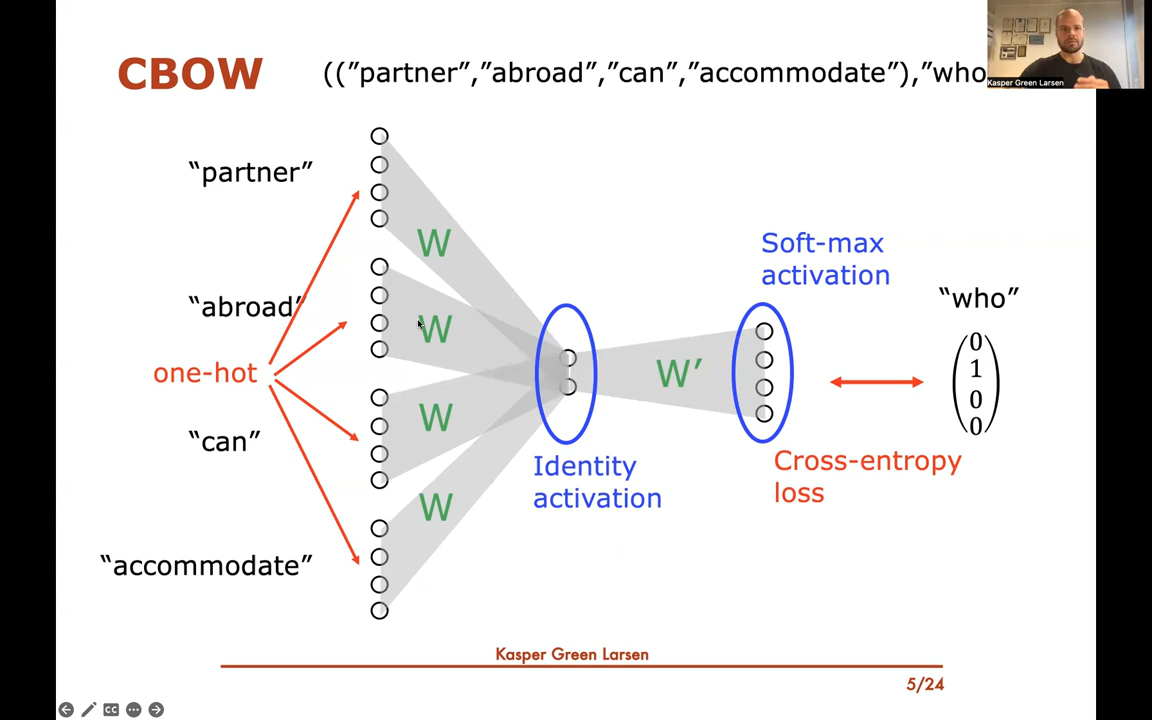 CBOW
((”partner”,”abroad”,”can”,”accommodate”),”who
Kasper Green Larsen
“partner”
W
Soft-max
activation
“abroad”
“who”
W
0
1
0
0
one-hot
W’
W
“can”
Identity
activation
Cross-entropy
loss
W
“accommodate”
Kasper Green Larsen
5/24
CC